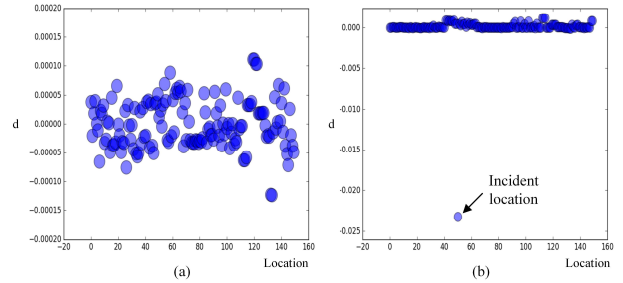 0.00020
0.00015
0.00010
0.00005
0.00000
-0.00005
-0.00010
-0.00015
-0.00020
d
-20 0 20 40 60 80 100 120 140 160
Location
(a)
0.000
-0.005
-0.010
-0.015
-0.020
-0.025
d
Incident
location
-20 0 20 40 60 80 100 120 140 160
Location
(b)